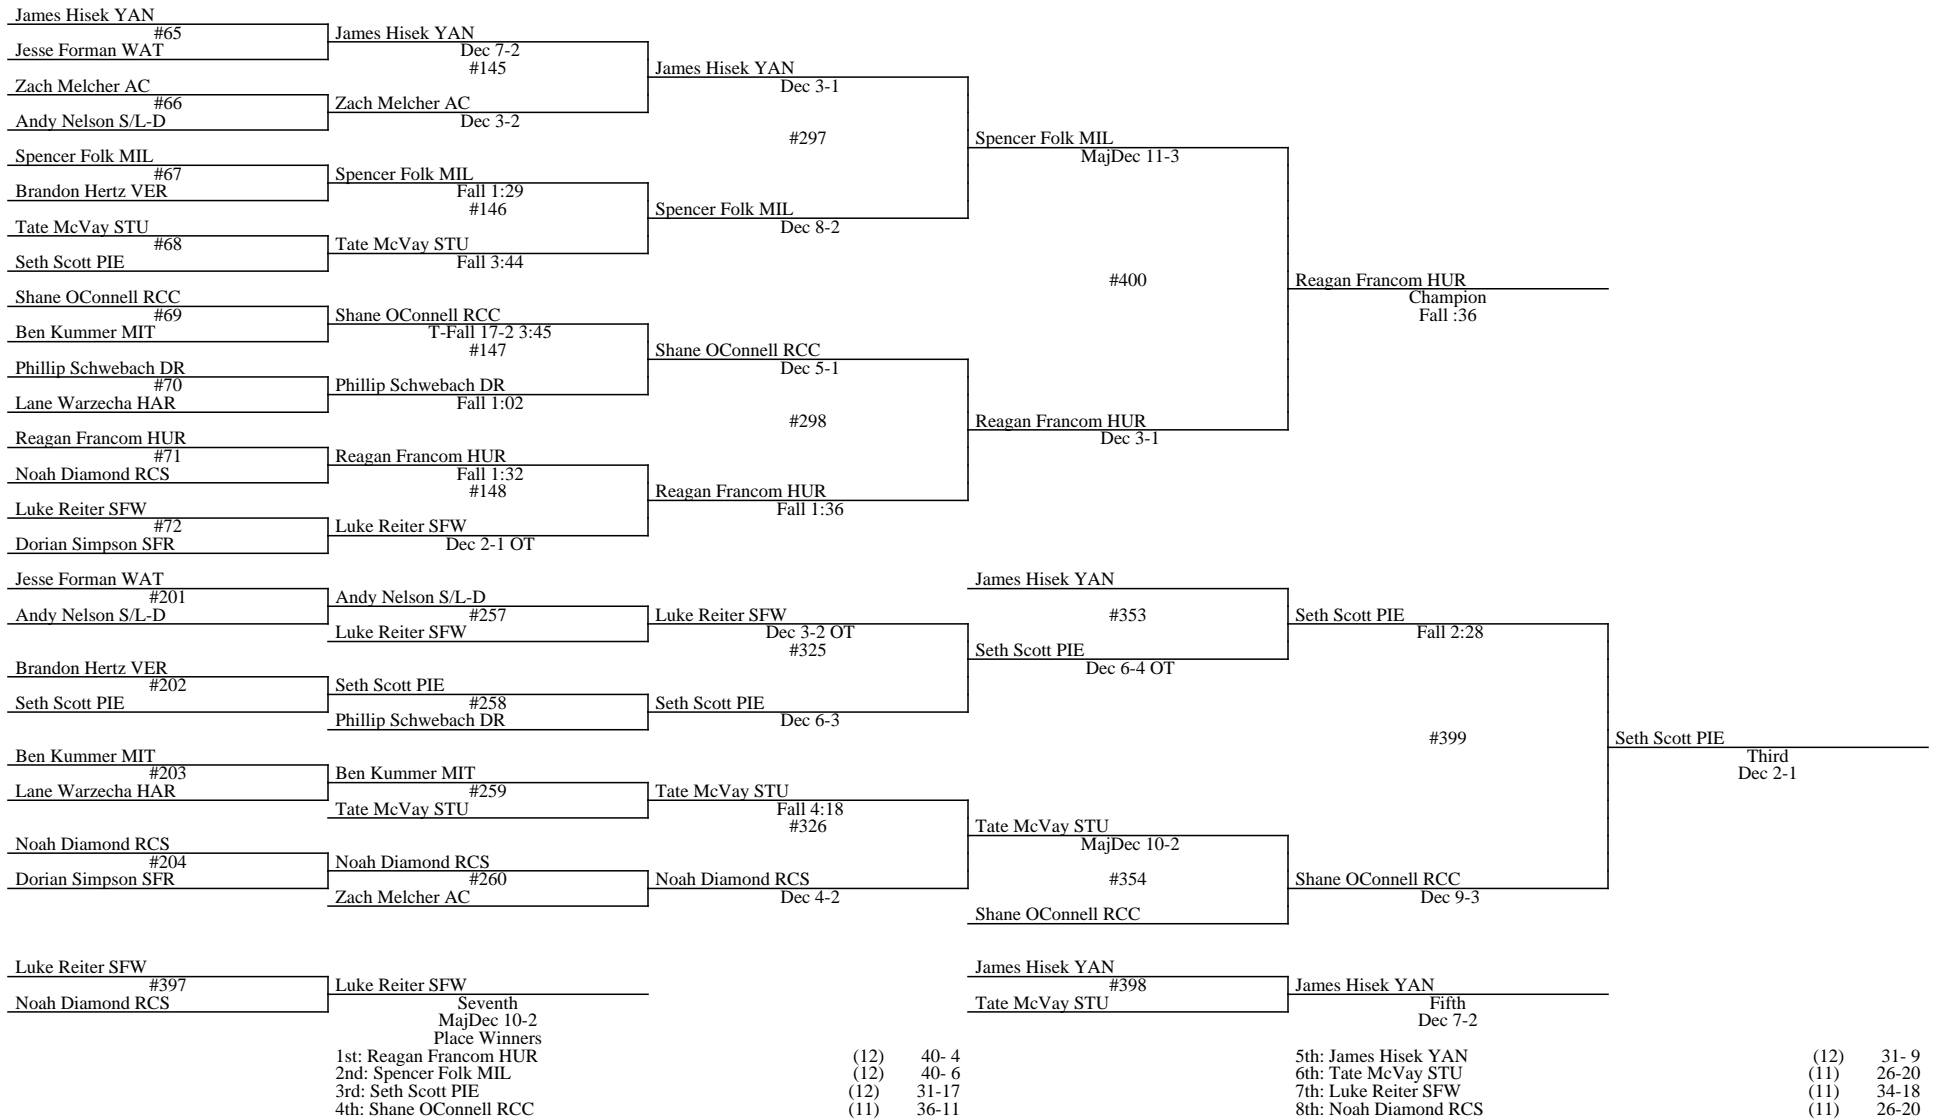 James Hisek YAN
#65
Jesse Forman WAT
James Hisek YAN
Dec 7-2
#145
Zach Melcher AC
#66
Andy Nelson S/L-D
Zach Melcher AC
Dec 3-2
James Hisek YAN
Dec 3-1
#297
Spencer Folk MIL
#67
Brandon Hertz VER
Spencer Folk MIL
Fall 1:29
#146
Tate McVay STU
#68
Seth Scott PIE
Tate McVay STU
Fall 3:44
Spencer Folk MIL
Dec 8-2
Spencer Folk MIL
MajDec 11-3
#400
Shane OConnell RCC
#69
Ben Kummer MIT
Shane OConnell RCC
T-Fall 17-2 3:45
#147
Phillip Schwebach DR
#70
Lane Warzecha HAR
Phillip Schwebach DR
Fall 1:02
Shane OConnell RCC
Dec 5-1
#298
Reagan Francom HUR
#71
Noah Diamond RCS
Reagan Francom HUR
Fall 1:32
#148
Luke Reiter SFW
#72
Dorian Simpson SFR
Luke Reiter SFW
Dec 2-1 OT
Reagan Francom HUR
Fall 1:36
Reagan Francom HUR
Dec 3-1
Reagan Francom HUR
Champion
Fall :36
Jesse Forman WAT
#201
Andy Nelson S/L-D
Andy Nelson S/L-D
#257
Luke Reiter SFW
Luke Reiter SFW
Dec 3-2 OT
#325
Brandon Hertz VER
#202
Seth Scott PIE
Seth Scott PIE
#258
Phillip Schwebach DR
Seth Scott PIE
Dec 6-3
James Hisek YAN
#353
Seth Scott PIE
Dec 6-4 OT
Seth Scott PIE
Fall 2:28
#399
Ben Kummer MIT
#203
Lane Warzecha HAR
Ben Kummer MIT
#259
Tate McVay STU
Tate McVay STU
Fall 4:18
#326
Noah Diamond RCS
#204
Dorian Simpson SFR
Noah Diamond RCS
#260
Zach Melcher AC
Noah Diamond RCS
Dec 4-2
Tate McVay STU
MajDec 10-2
#354
Shane OConnell RCC
Shane OConnell RCC
Dec 9-3
Seth Scott PIE
Third
Dec 2-1
Luke Reiter SFW
#397
Noah Diamond RCS
Luke Reiter SFW
Seventh
MajDec 10-2
James Hisek YAN
#398
Tate McVay STU
James Hisek YAN
Fifth
Dec 7-2
Place Winners
1st: Reagan Francom HUR (12) 40- 4
2nd: Spencer Folk MIL (12) 40- 6
3rd: Seth Scott PIE (12) 31-17
4th: Shane OConnell RCC (11) 36-11
5th: James Hisek YAN (12) 31- 9
6th: Tate McVay STU (11) 26-20
7th: Luke Reiter SFW (11) 34-18
8th: Noah Diamond RCS (11) 26-20